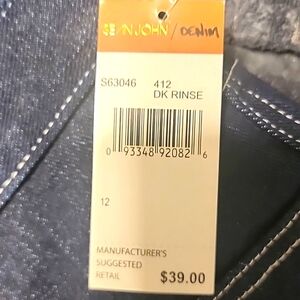 SEAN JOHN / DENIM
S63046 412
DK RINSE
0 93348 92082 6
12
MANUFACTURER'S
SUGGESTED
RETAIL $39.00